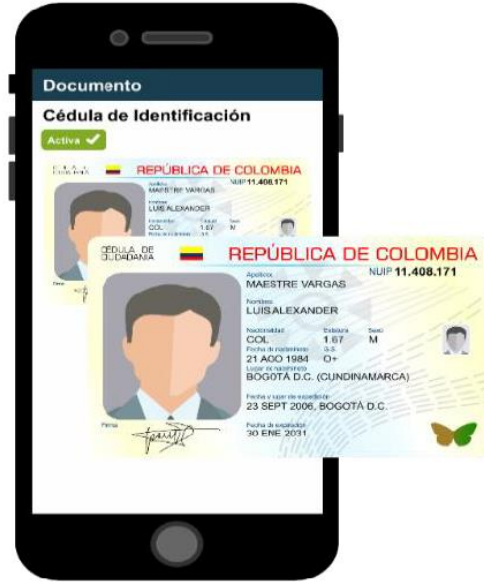 Documento
Cédula de Identificación
Activa
REPÚBLICA DE COLOMBIA
NUIP 11.408.171
MAESTRE VARGAS
LUIS ALEXANDER
COL 1.67 M
CÉDULA DE
CIUDADANÍA
REPÚBLICA DE COLOMBIA
NUIP 11.408.171
Apellidos
MAESTRE VARGAS
Nombres
LUIS ALEXANDER
Nacionalidad Estatura Sexo
COL 1.67 M
Fecha de nacimiento G.S.
21 AGO 1984 O+
Lugar de nacimiento
BOGOTÁ D.C. (CUNDINAMARCA)
Fecha y lugar de expedición
23 SEPT 2006, BOGOTÁ D.C.
Firma
Fecha de expiración
30 ENE 2031